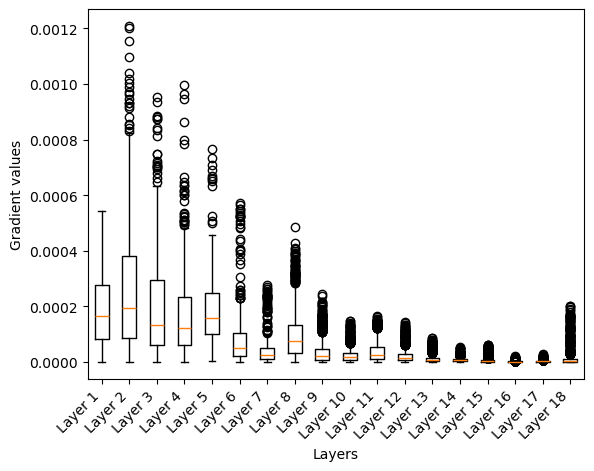 0.0012
0.0010
0.0008
0.0006
0.0004
0.0002
0.0000
Gradient values
Layer 1
Layer 2
Layer 3
Layer 4
Layer 5
Layer 6
Layer 7
Layer 8
Layer 9
Layer 10
Layer 11
Layer 12
Layer 13
Layer 14
Layer 15
Layer 16
Layer 17
Layer 18
Layers